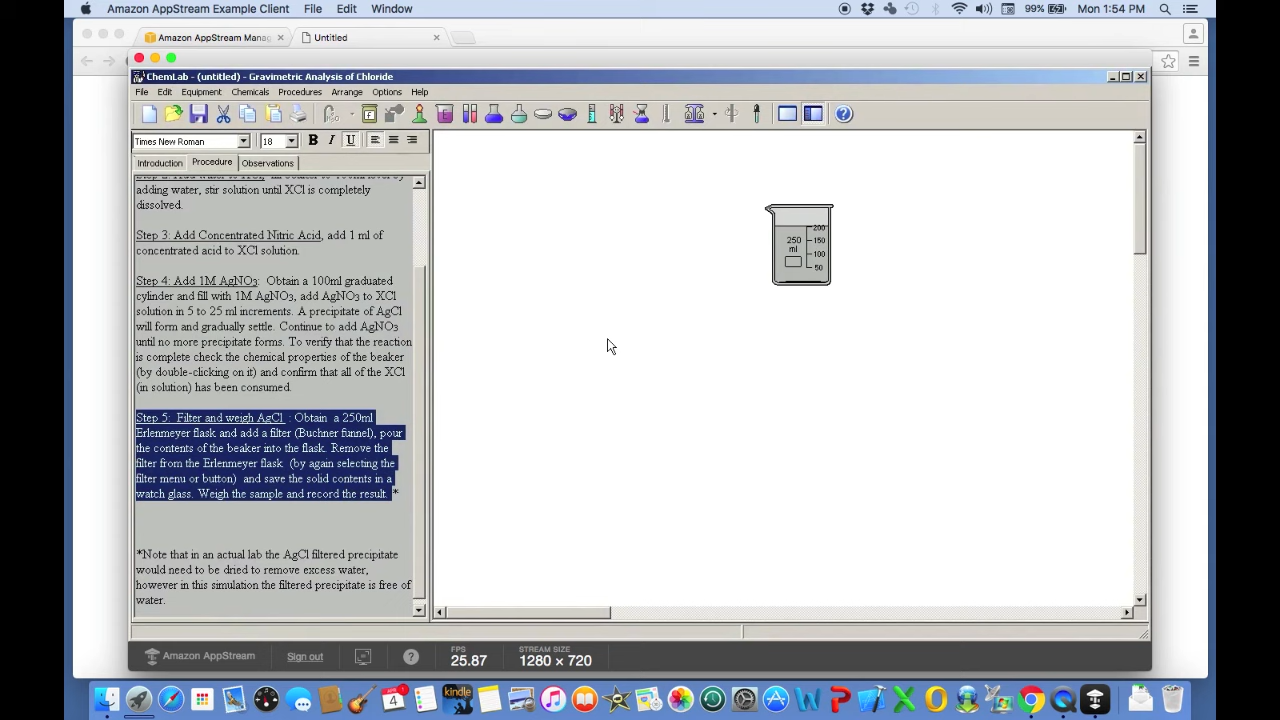 Amazon AppStream Example Client File Edit Window 99% Mon 1:54 PM
Amazon AppStream Mana Untitled
ChemLab - (untitled) - Gravimetric Analysis of Chloride
File Edit Equipment Chemicals Procedures Arrange Options Help
Times New Roman 18 B I U
Introduction Procedure Observations
adding water, stir solution until XCl is completely
dissolved.
Step 3: Add Concentrated Nitric Acid, add 1 ml of
concentrated acid to XCl solution.
Step 4: Add 1M AgNO3: Obtain a 100ml graduated
cylinder and fill with 1M AgNO3, add AgNO3 to XCl
solution in 5 to 25 ml increments. A precipitate of AgCl
will form and gradually settle. Continue to add AgNO3
until no more precipitate forms. To verify that the reaction
is complete check the chemical properties of the beaker
(by double-clicking on it) and confirm that all of the XCl
(in solution) has been consumed.
Step 5: Filter and weigh AgCl : Obtain a 250ml
Erlenmeyer flask and add a filter (Buchner funnel), pour
the contents of the beaker into the flask. Remove the
filter from the Erlenmeyer flask (by again selecting the
filter menu or button) and save the solid contents in a
watch glass. Weigh the sample and record the result. *
*Note that in an actual lab the AgCl filtered precipitate
would need to be dried to remove excess water,
however in this simulation the filtered precipitate is free of
water.
200
250 150
ml 100
50
Amazon AppStream Sign out ? FPS STREAM SIZE
25.87 1280 × 720
APR
4
kindle